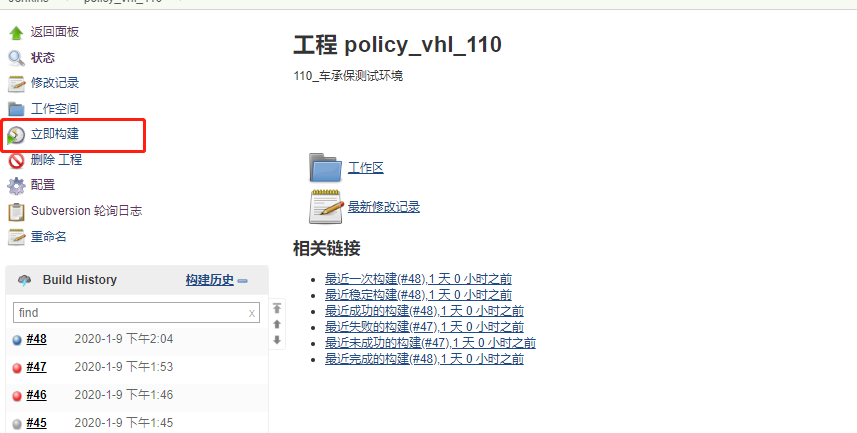 Jenkins policy_vhl_110
返回面板
状态
修改记录
工作空间
立即构建
删除 工程
配置
Subversion 轮询日志
重命名
Build History 构建历史
find x
#48 2020-1-9 下午2:04
#47 2020-1-9 下午1:53
#46 2020-1-9 下午1:46
#45 2020-1-9 下午1:45
工程 policy_vhl_110
110_车承保测试环境
工作区
最新修改记录
相关链接
最近一次构建(#48),1 天 0 小时之前
最近稳定构建(#48),1 天 0 小时之前
最近成功的构建(#48),1 天 0 小时之前
最近失败的构建(#47),1 天 0 小时之前
最近未成功的构建(#47),1 天 0 小时之前
最近完成的构建(#48),1 天 0 小时之前